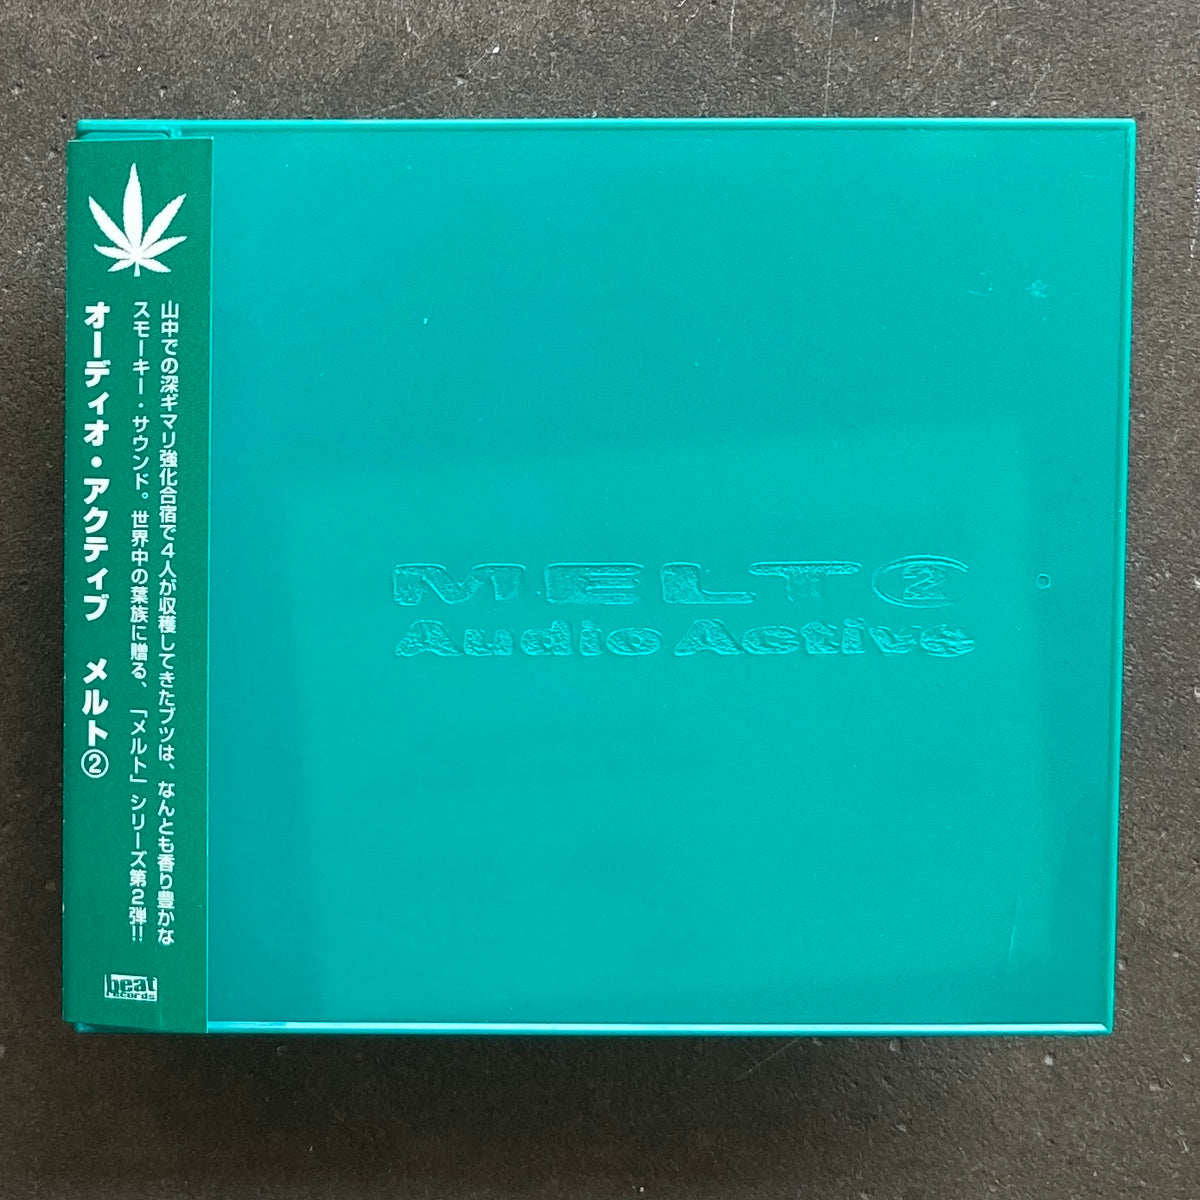 山中での深ギマリ強化合宿で4人が収穫してきたブツは、なんとも香り豊かな
スモーキー・サウンド。世界中の葉族に贈る、「メルト」シリーズ第2弾!!
オーディオ・アクティブ メルト②
beat
records
MELT ②
Audio Active